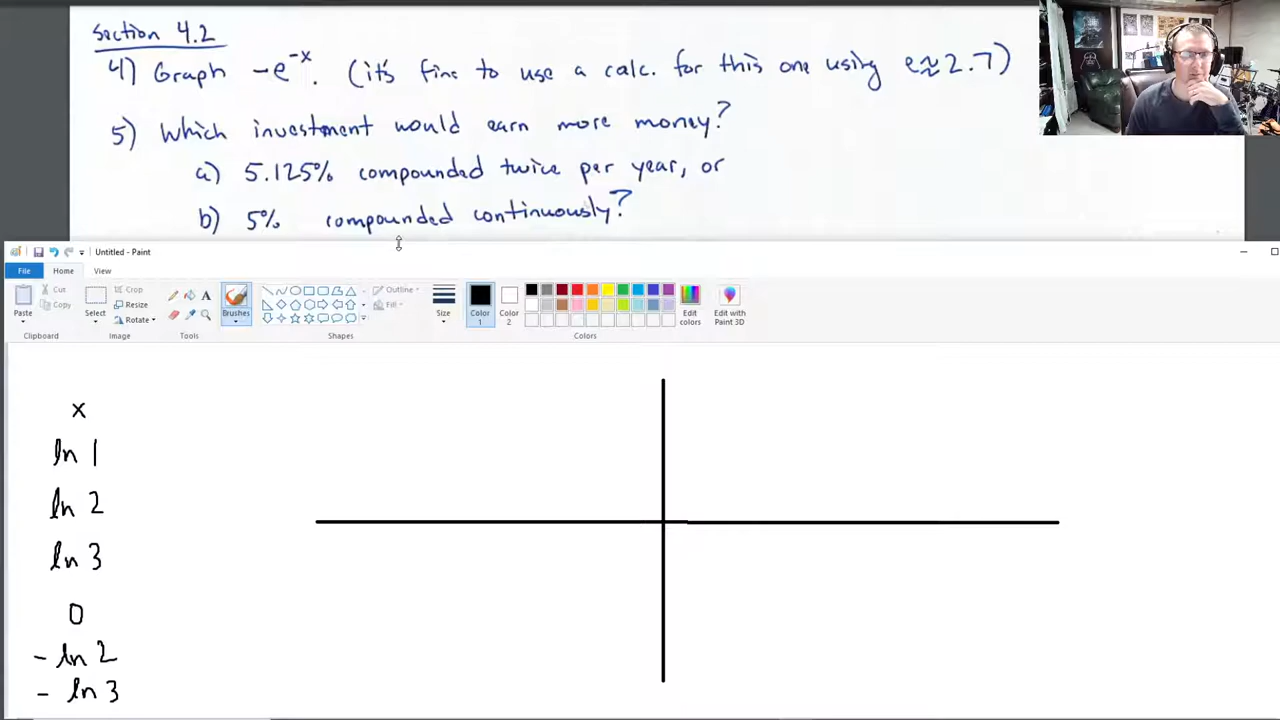 Section 4.2
4) Graph -e^-x. (it's fine to use a calc. for this one using e≈2.7)
5) Which investment would earn more money?
a) 5.125% compounded twice per year, or
b) 5% compounded continuously?
Untitled - Paint
File Home View
Paste Cut Copy
Clipboard
Select Crop Resize Rotate
Image
Tools
Brushes
Outline Fill
Shapes
Size
Color 1 Color 2
Edit colors
Colors
Edit with Paint 3D
x
ln 1
ln 2
ln 3
0
- ln 2
- ln 3